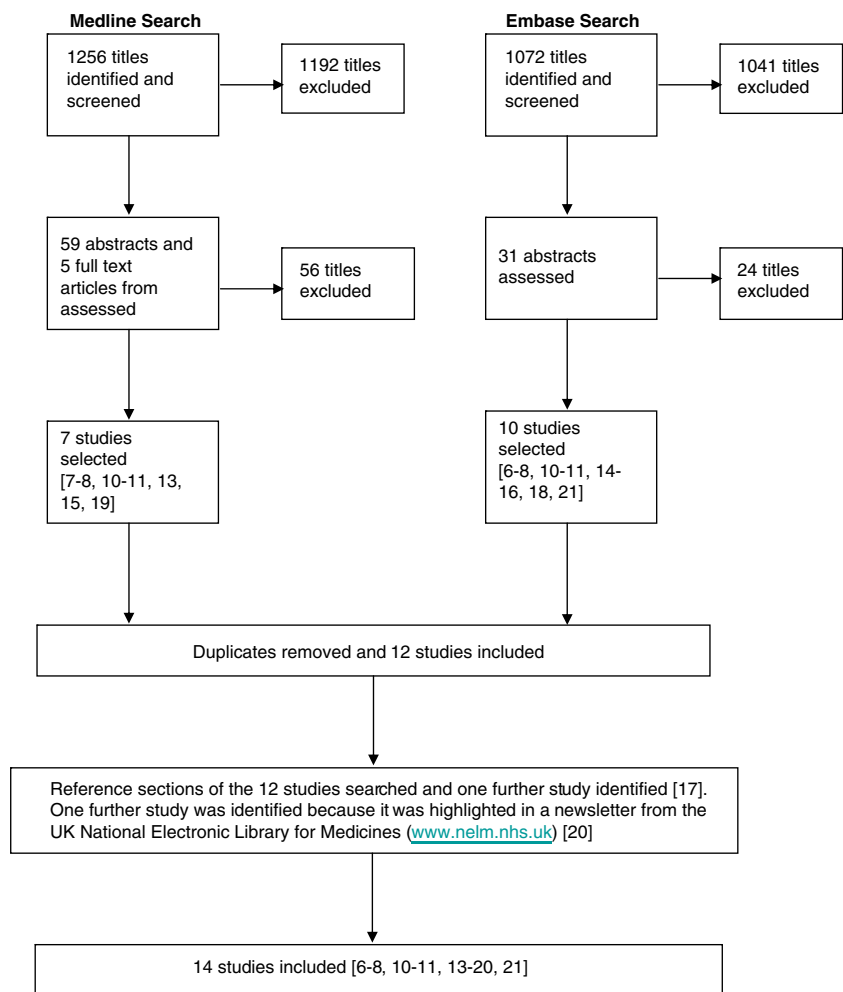 Medline Search
1256 titles
identified and
screened
1192 titles
excluded
59 abstracts and
5 full text
articles from
assessed
56 titles
excluded
7 studies
selected
[7-8, 10-11, 13,
15, 19]
Embase Search
1072 titles
identified and
screened
1041 titles
excluded
31 abstracts
assessed
24 titles
excluded
10 studies
selected
[6-8, 10-11, 14-
16, 18, 21]
Duplicates removed and 12 studies included
Reference sections of the 12 studies searched and one further study identified [17].
One further study was identified because it was highlighted in a newsletter from the
UK National Electronic Library for Medicines (www.nelm.nhs.uk) [20]
14 studies included [6-8, 10-11, 13-20, 21]